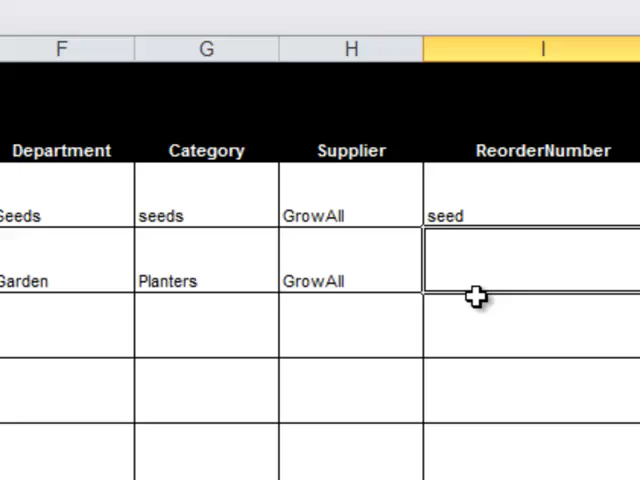 F G H I
Department Category Supplier ReorderNumber
Seeds seeds GrowAll seed
Garden Planters GrowAll